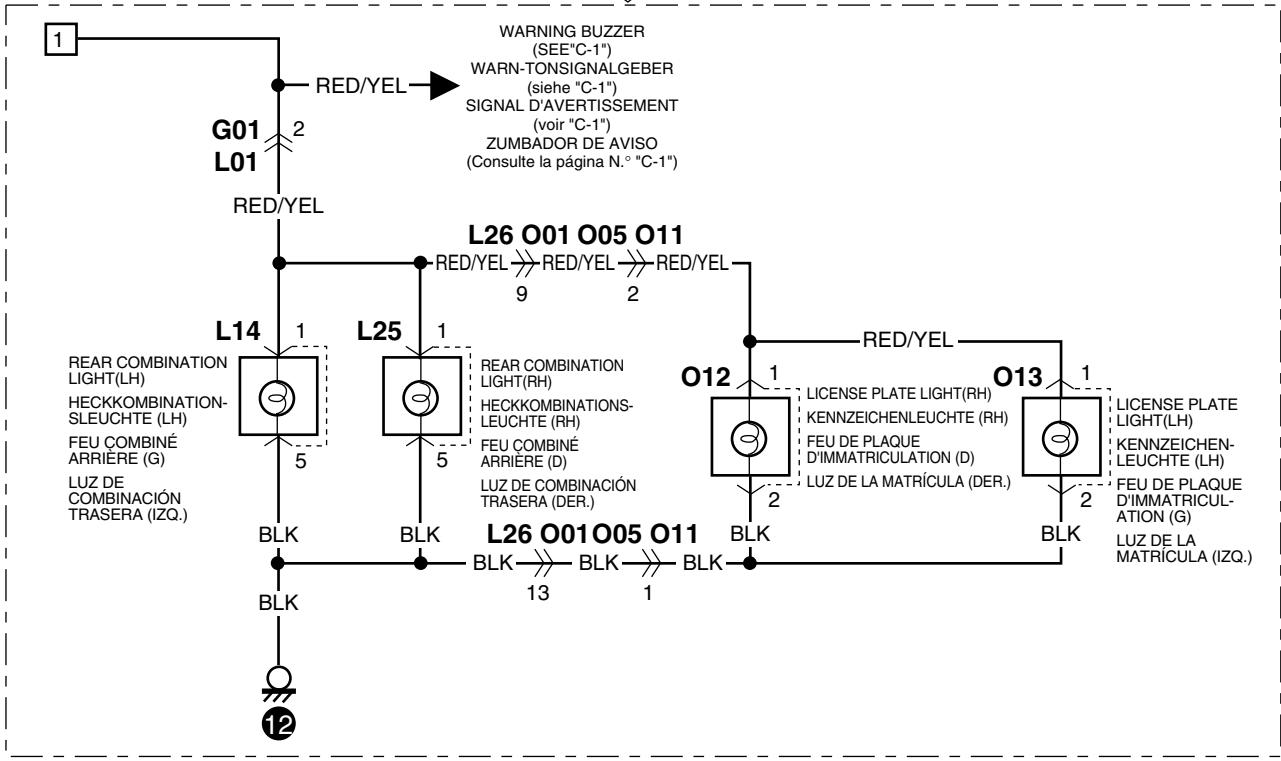 1
WARNING BUZZER
(SEE"C-1")
WARN-TONSIGNALGEBER
(siehe "C-1")
SIGNAL D'AVERTISSEMENT
(voir "C-1")
ZUMBADOR DE AVISO
(Consulte la página N.° "C-1")
RED/YEL
G01 2
L01
RED/YEL
L26 O01 O05 O11
RED/YEL RED/YEL RED/YEL
9 2
L14 1
REAR COMBINATION
LIGHT(LH)
HECKKOMBINATION-
SLEUCHTE (LH)
FEU COMBINÉ
ARRIÈRE (G)
LUZ DE
COMBINACIÓN
TRASERA (IZQ.)
5
L25 1
REAR COMBINATION
LIGHT(RH)
HECKKOMBINATIONS-
LEUCHTE (RH)
FEU COMBINÉ
ARRIÈRE (D)
LUZ DE COMBINACIÓN
TRASERA (DER.)
5
RED/YEL
O12 1
LICENSE PLATE LIGHT(RH)
KENNZEICHENLEUCHTE (RH)
FEU DE PLAQUE
D'IMMATRICULATION (D)
LUZ DE LA MATRÍCULA (DER.)
2
O13 1
LICENSE PLATE
LIGHT(LH)
KENNZEICHEN-
LEUCHTE (LH)
FEU DE PLAQUE
D'IMMATRICUL-
ATION (G)
LUZ DE LA
MATRÍCULA (IZQ.)
2
BLK BLK
L26 O01 O05 O11
BLK BLK
BLK BLK BLK
13 1
BLK
12